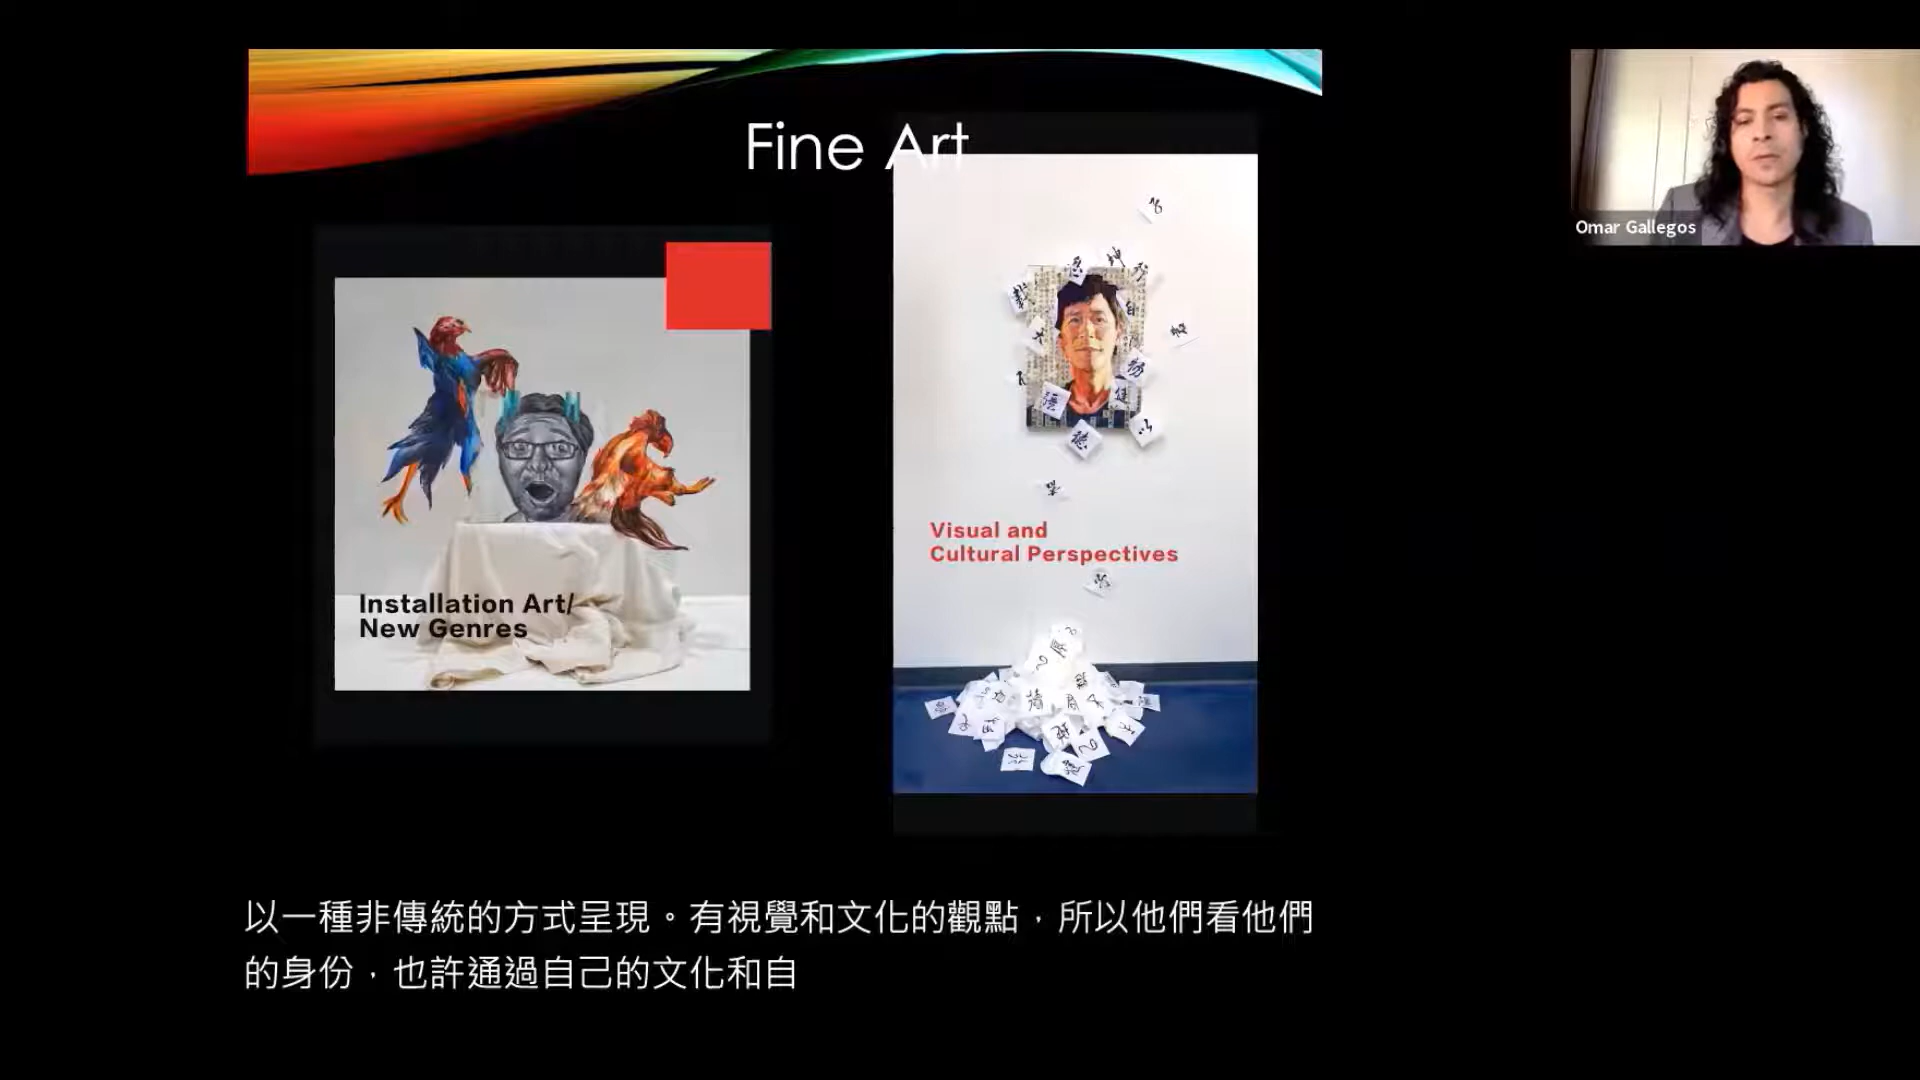 Fine Art
Omar Gallegos
Visual and
Cultural Perspectives
Installation Art/
New Genres
以一種非傳統的方式呈現。有視覺和文化的觀點，所以他們看他們
的身份，也許通過自己的文化和自